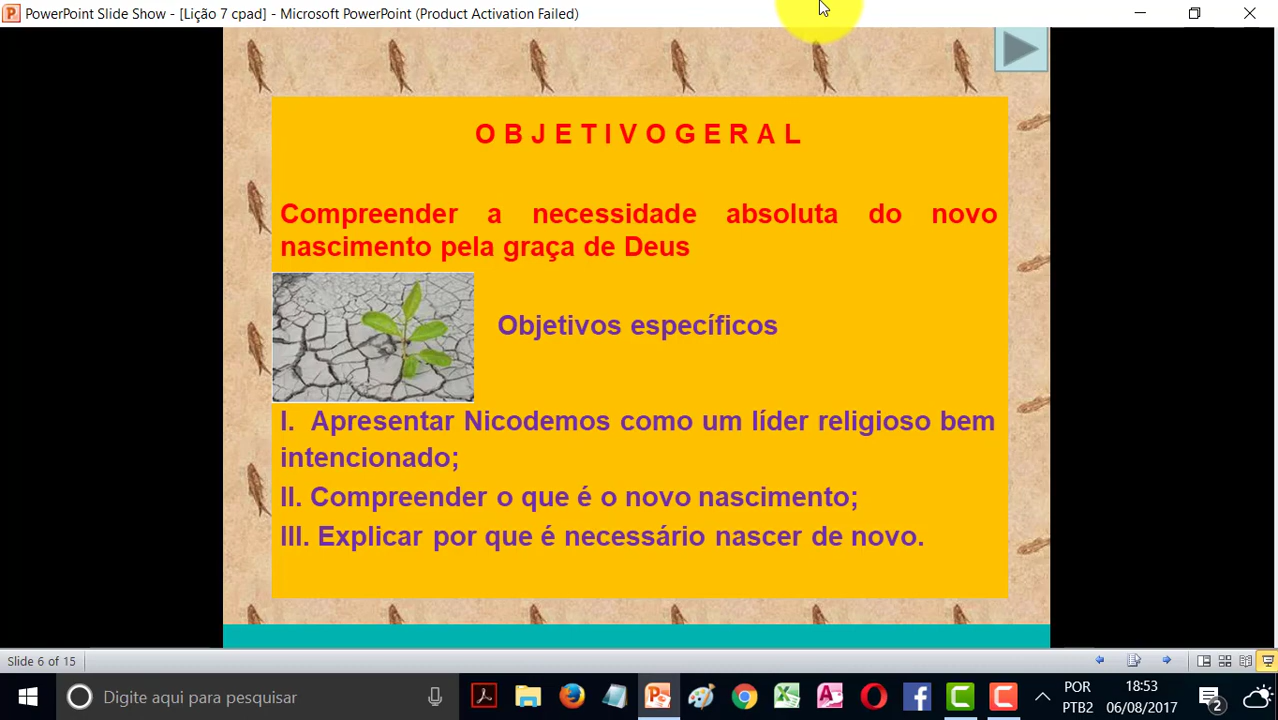 PowerPoint Slide Show - [Lição 7 cpad] - Microsoft PowerPoint (Product Activation Failed)
O B J E T I V O G E R A L
Compreender a necessidade absoluta do novo
nascimento pela graça de Deus
Objetivos específicos
I. Apresentar Nicodemos como um líder religioso bem
intencionado;
II. Compreender o que é o novo nascimento;
III. Explicar por que é necessário nascer de novo.
Slide 6 of 15
Digite aqui para pesquisar
POR
PTB2
18:53
06/08/2017
2